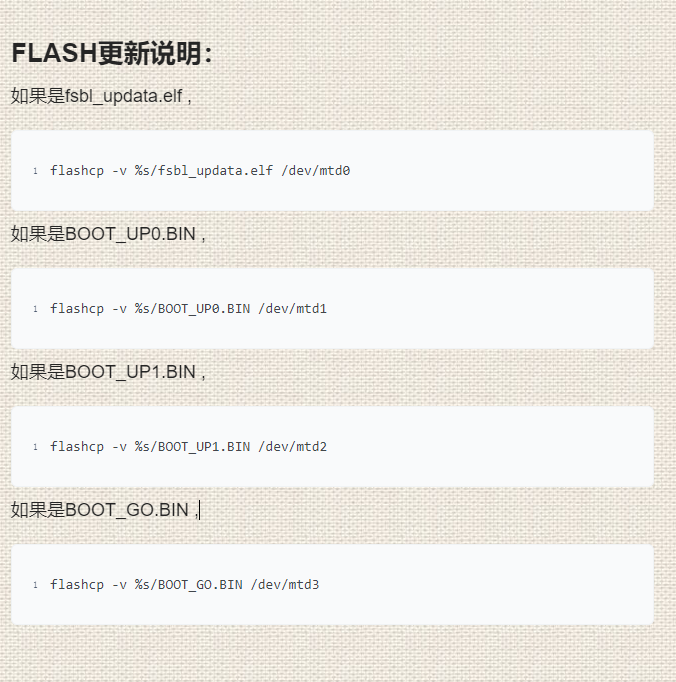 FLASH更新说明：
如果是fsbl_updata.elf ,
1 flashcp -v %s/fsbl_updata.elf /dev/mtd0
如果是BOOT_UP0.BIN ,
1 flashcp -v %s/BOOT_UP0.BIN /dev/mtd1
如果是BOOT_UP1.BIN ,
1 flashcp -v %s/BOOT_UP1.BIN /dev/mtd2
如果是BOOT_GO.BIN ,
1 flashcp -v %s/BOOT_GO.BIN /dev/mtd3